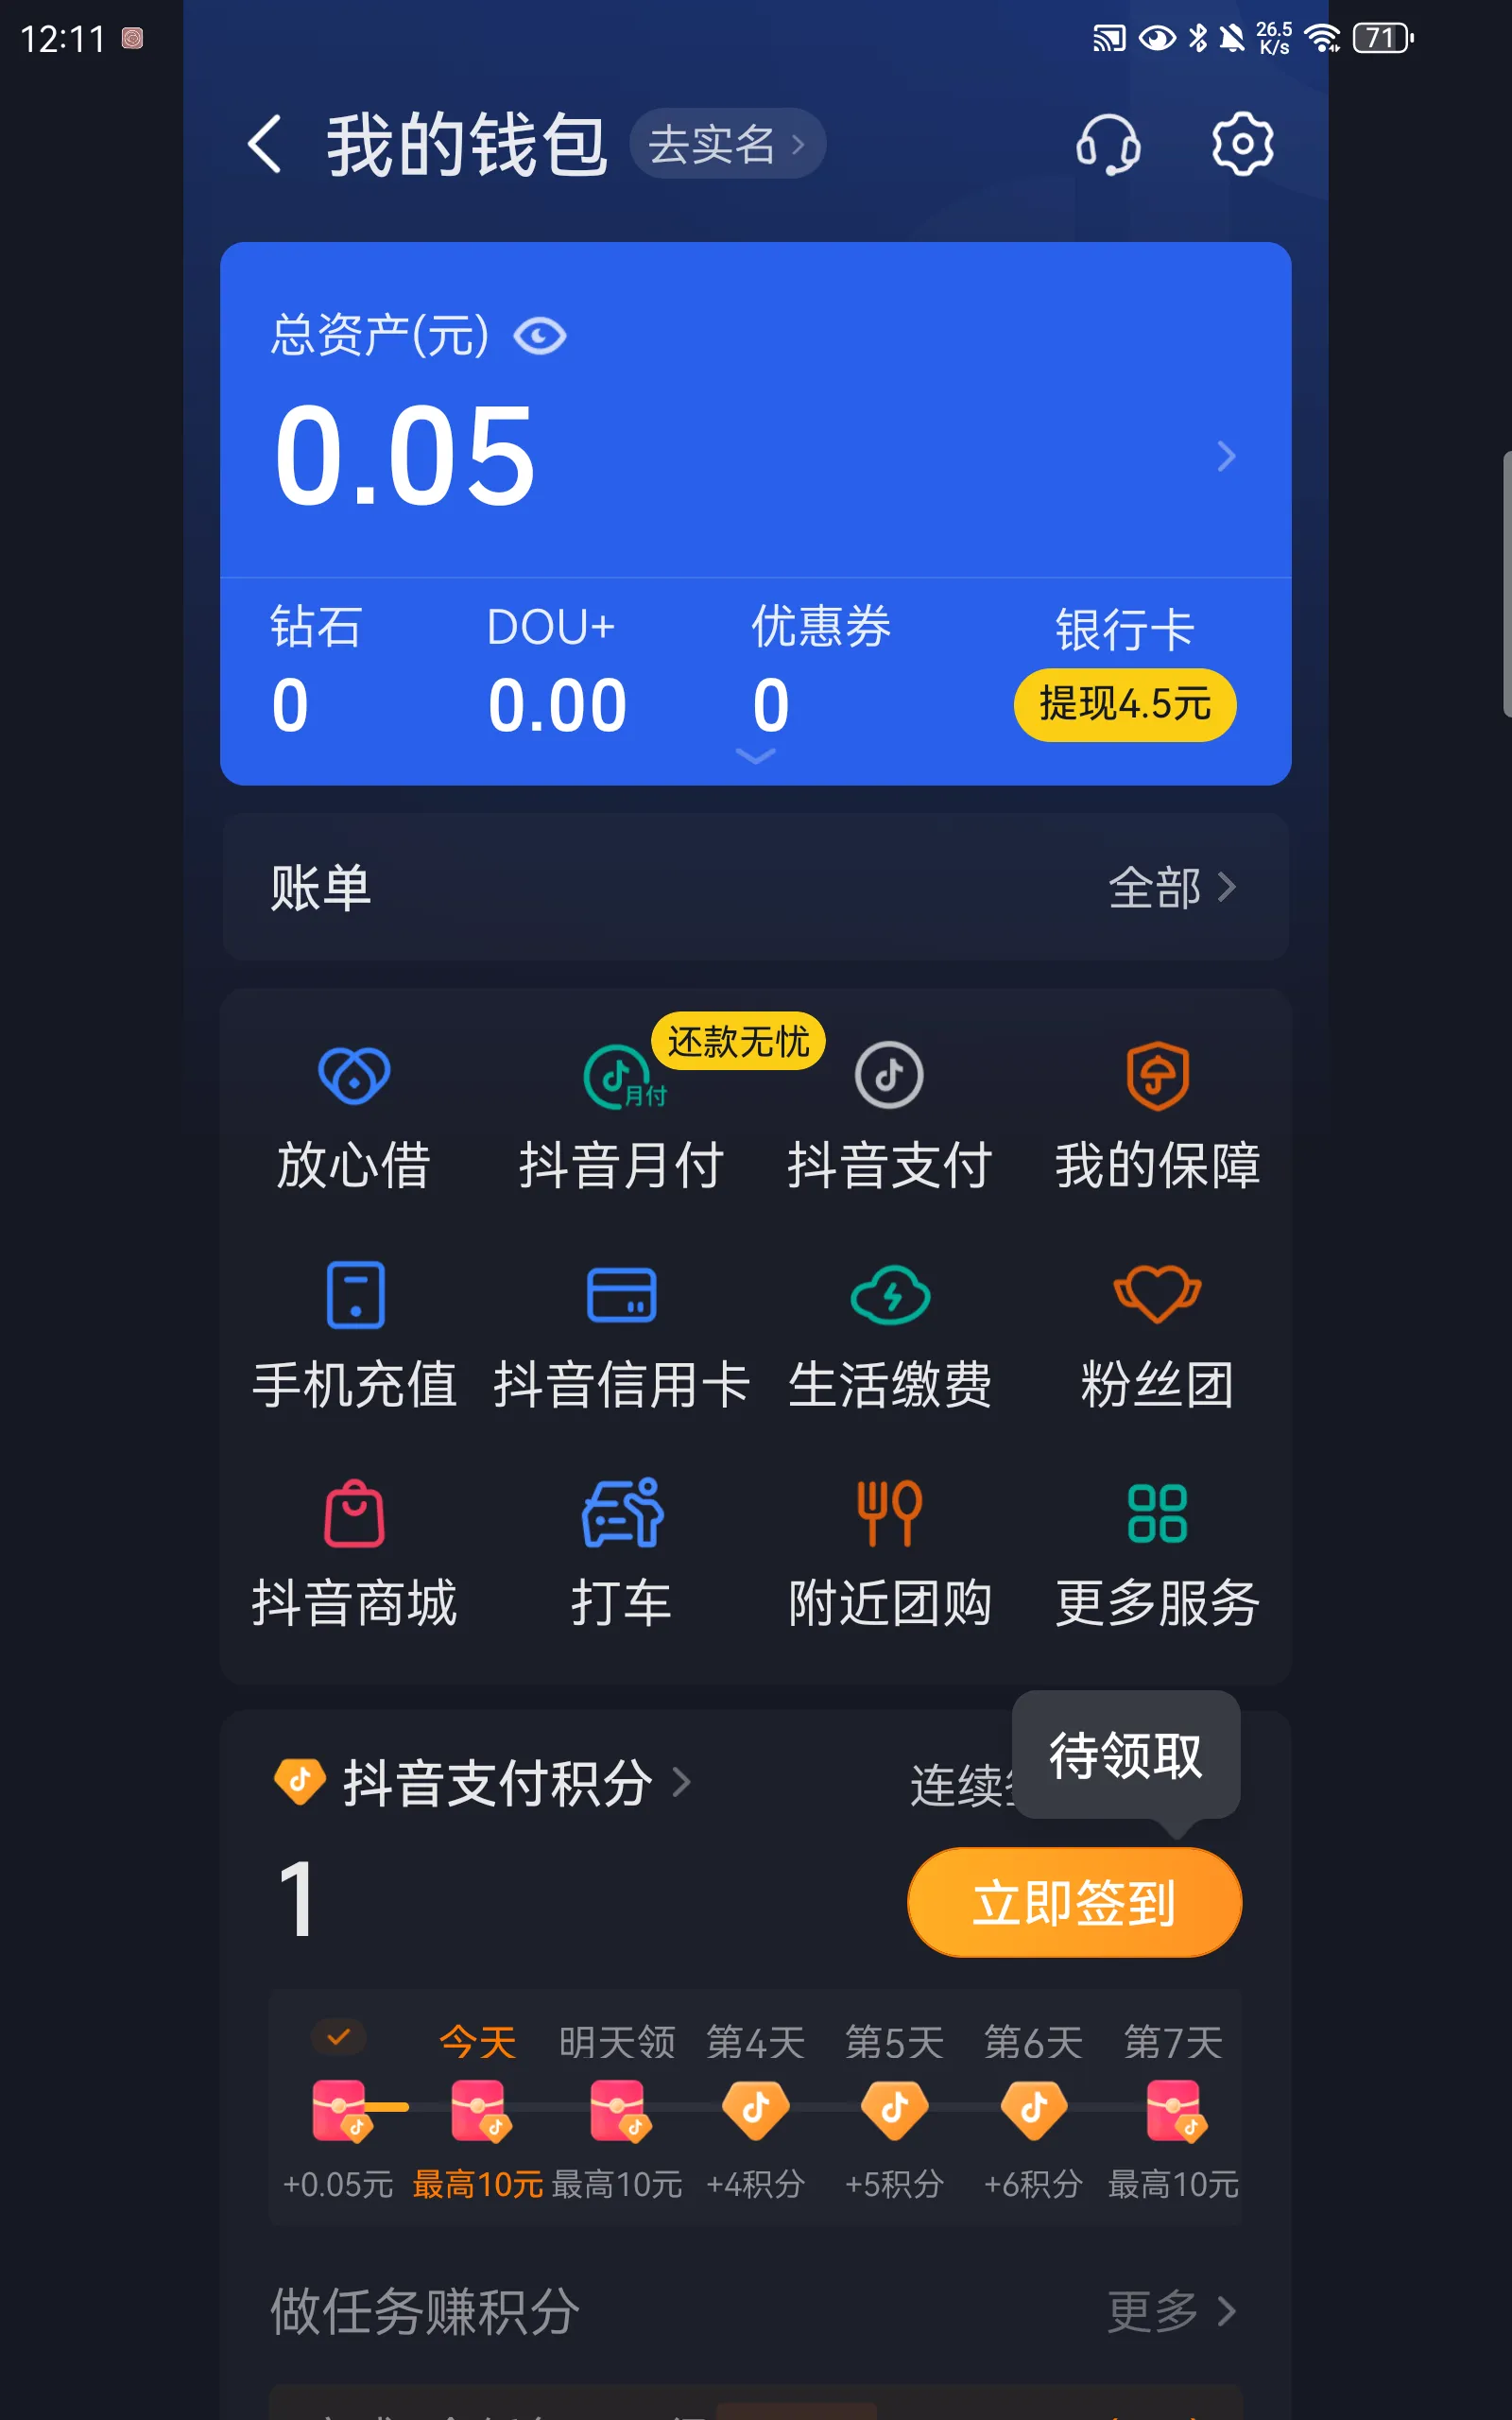 12:11
26.5
K/s
71
我的钱包
去实名
总资产(元)
0.05
钻石
DOU+
优惠券
银行卡
0
0.00
0
提现4.5元
账单
全部
还款无忧
月付
放心借
抖音月付
抖音支付
我的保障
手机充值
抖音信用卡
生活缴费
粉丝团
抖音商城
打车
附近团购
更多服务
待领取
抖音支付积分
连续
1
立即签到
今天
明天领
第4天
第5天
第6天
第7天
+0.05元
最高10元
最高10元
+4积分
+5积分
+6积分
最高10元
做任务赚积分
更多